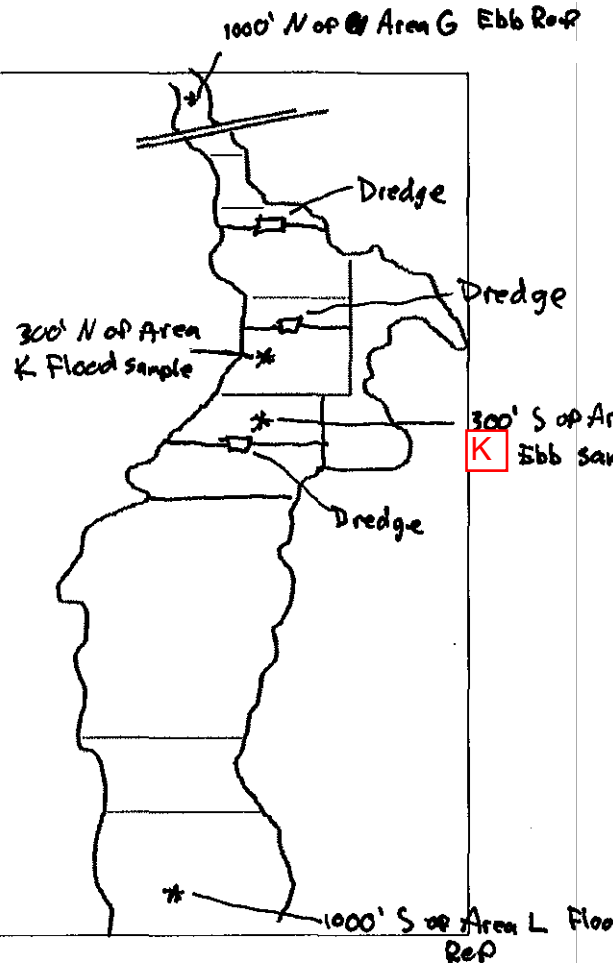 1000' N of Area G Ebb Ref
Dredge
Dredge
300' N of Area
K Flood sample
300' S of Ar
K Ebb san
Dredge
1000' S of Area L Floo
Ref